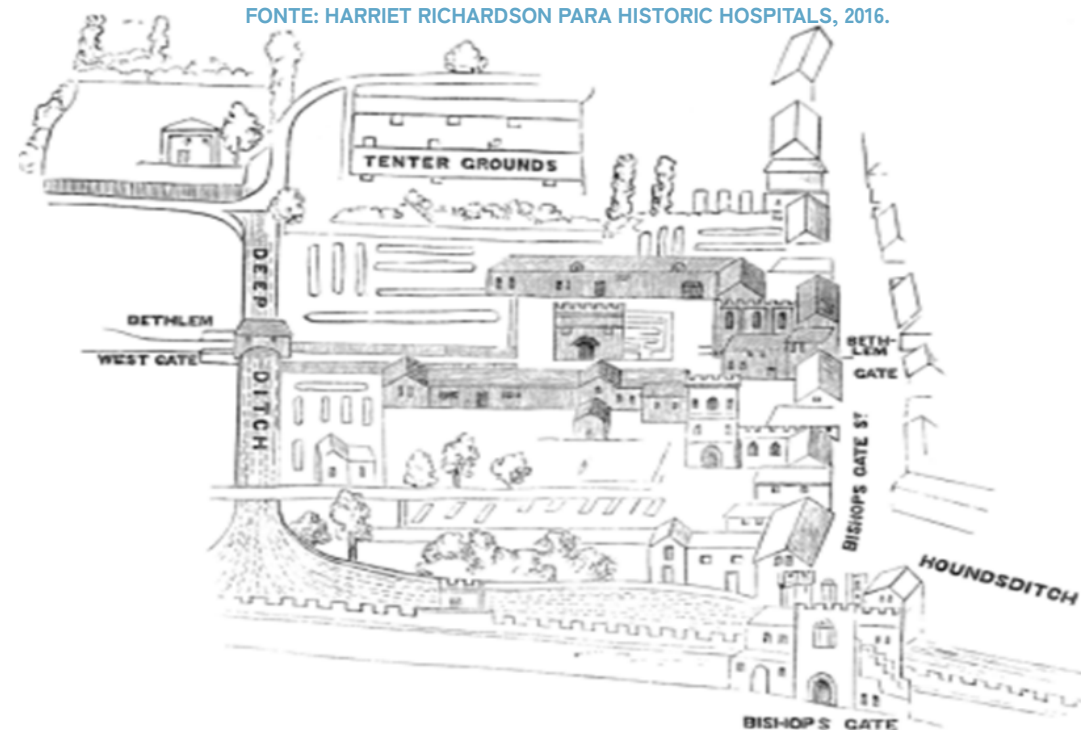 FONTE: HARRIET RICHARDSON PARA HISTORIC HOSPITALS, 2016.
TENTER GROUNDS
DEEP
DITCH
BETHLEM
WEST GATE
BETH-
LEM
GATE
BISHOPS GATE ST
HOUNDSDITCH
BISHOPS GATE